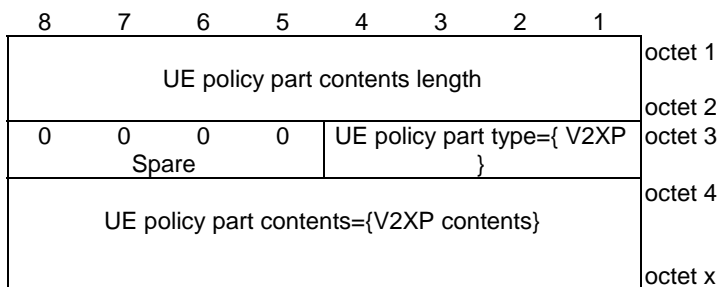 8 7 6 5 4 3 2 1
octet 1
UE policy part contents length
octet 2
0 0 0 0 UE policy part type={ V2XP octet 3
Spare }
octet 4
UE policy part contents={V2XP contents}
octet x